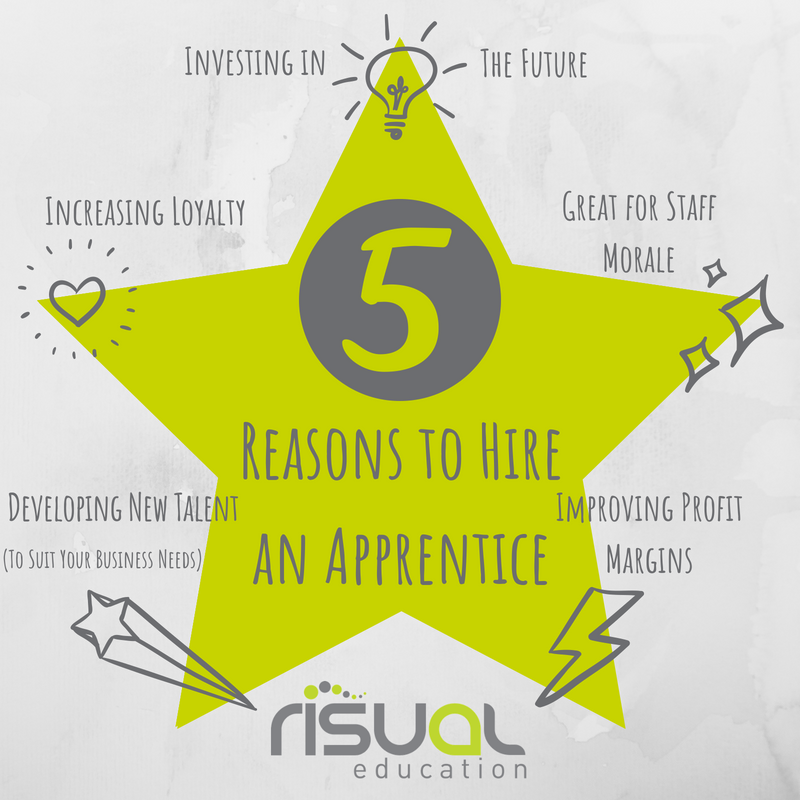 Investing in The Future
Increasing Loyalty
Great for Staff
Morale
5
Reasons to Hire
an Apprentice
Developing New Talent
(To Suit Your Business Needs)
Improving Profit
Margins
risual
education